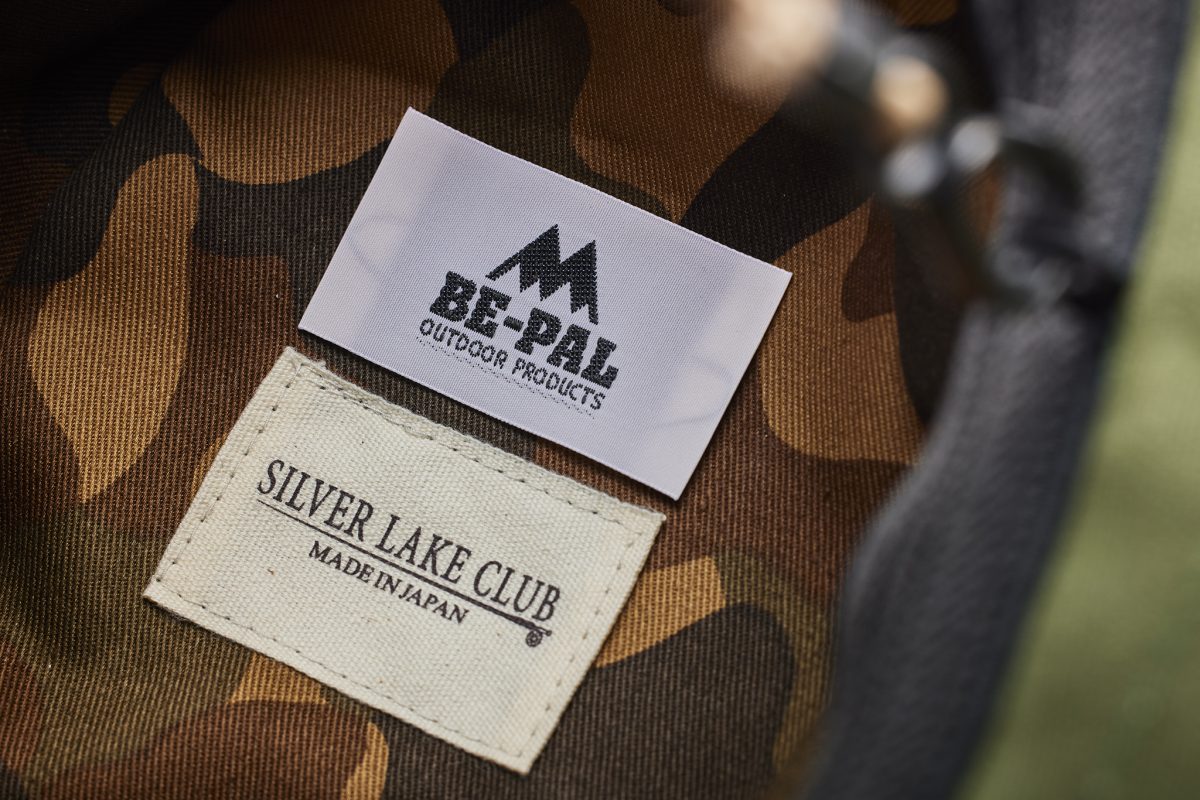 BE-PAL
OUTDOOR PRODUCTS
SILVER LAKE CLUB
MADE IN JAPAN
®